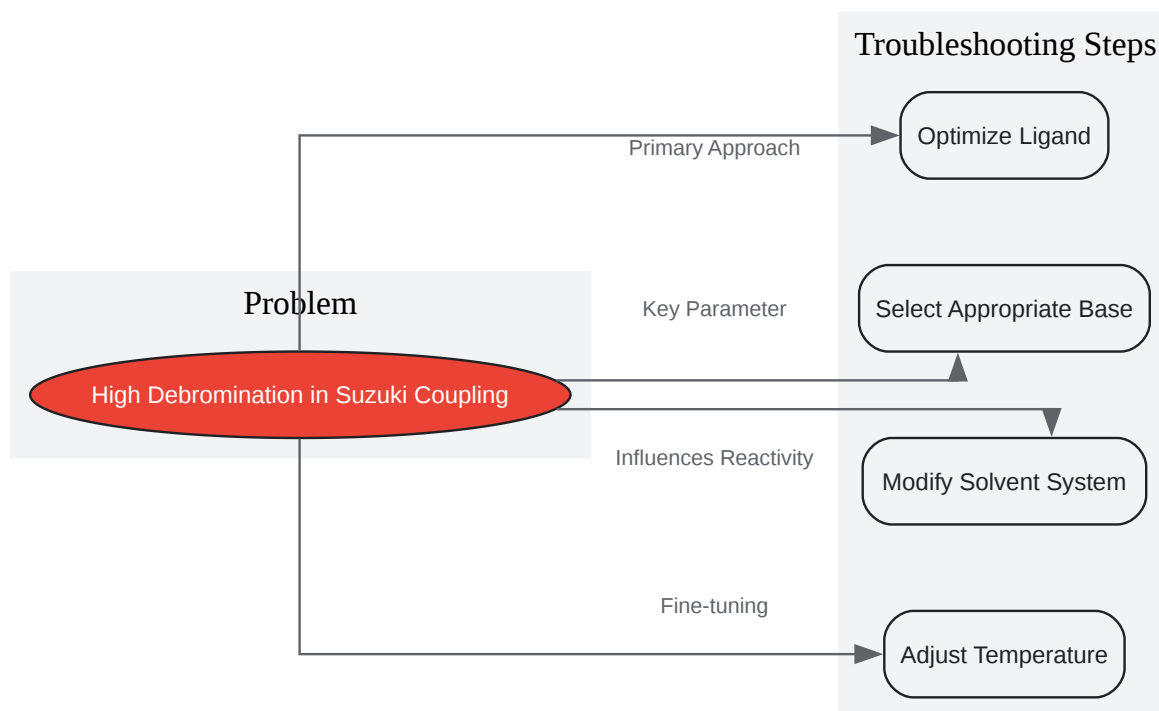 Troubleshooting Steps
Optimize Ligand
Primary Approach
Select Appropriate Base
Key Parameter
Problem
High Debromination in Suzuki Coupling
Influences Reactivity
Modify Solvent System
Fine-tuning
Adjust Temperature